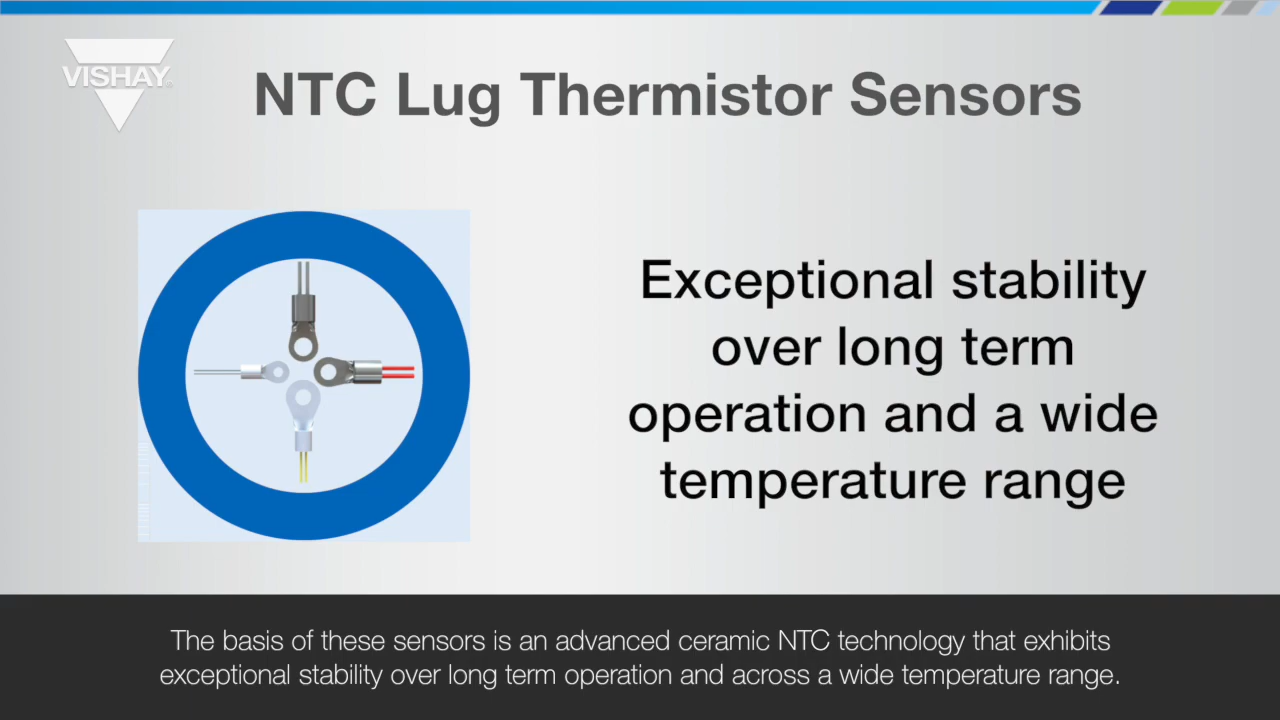 VISHAY
NTC Lug Thermistor Sensors
Exceptional stability
over long term
operation and a wide
temperature range
The basis of these sensors is an advanced ceramic NTC technology that exhibits
exceptional stability over long term operation and across a wide temperature range.